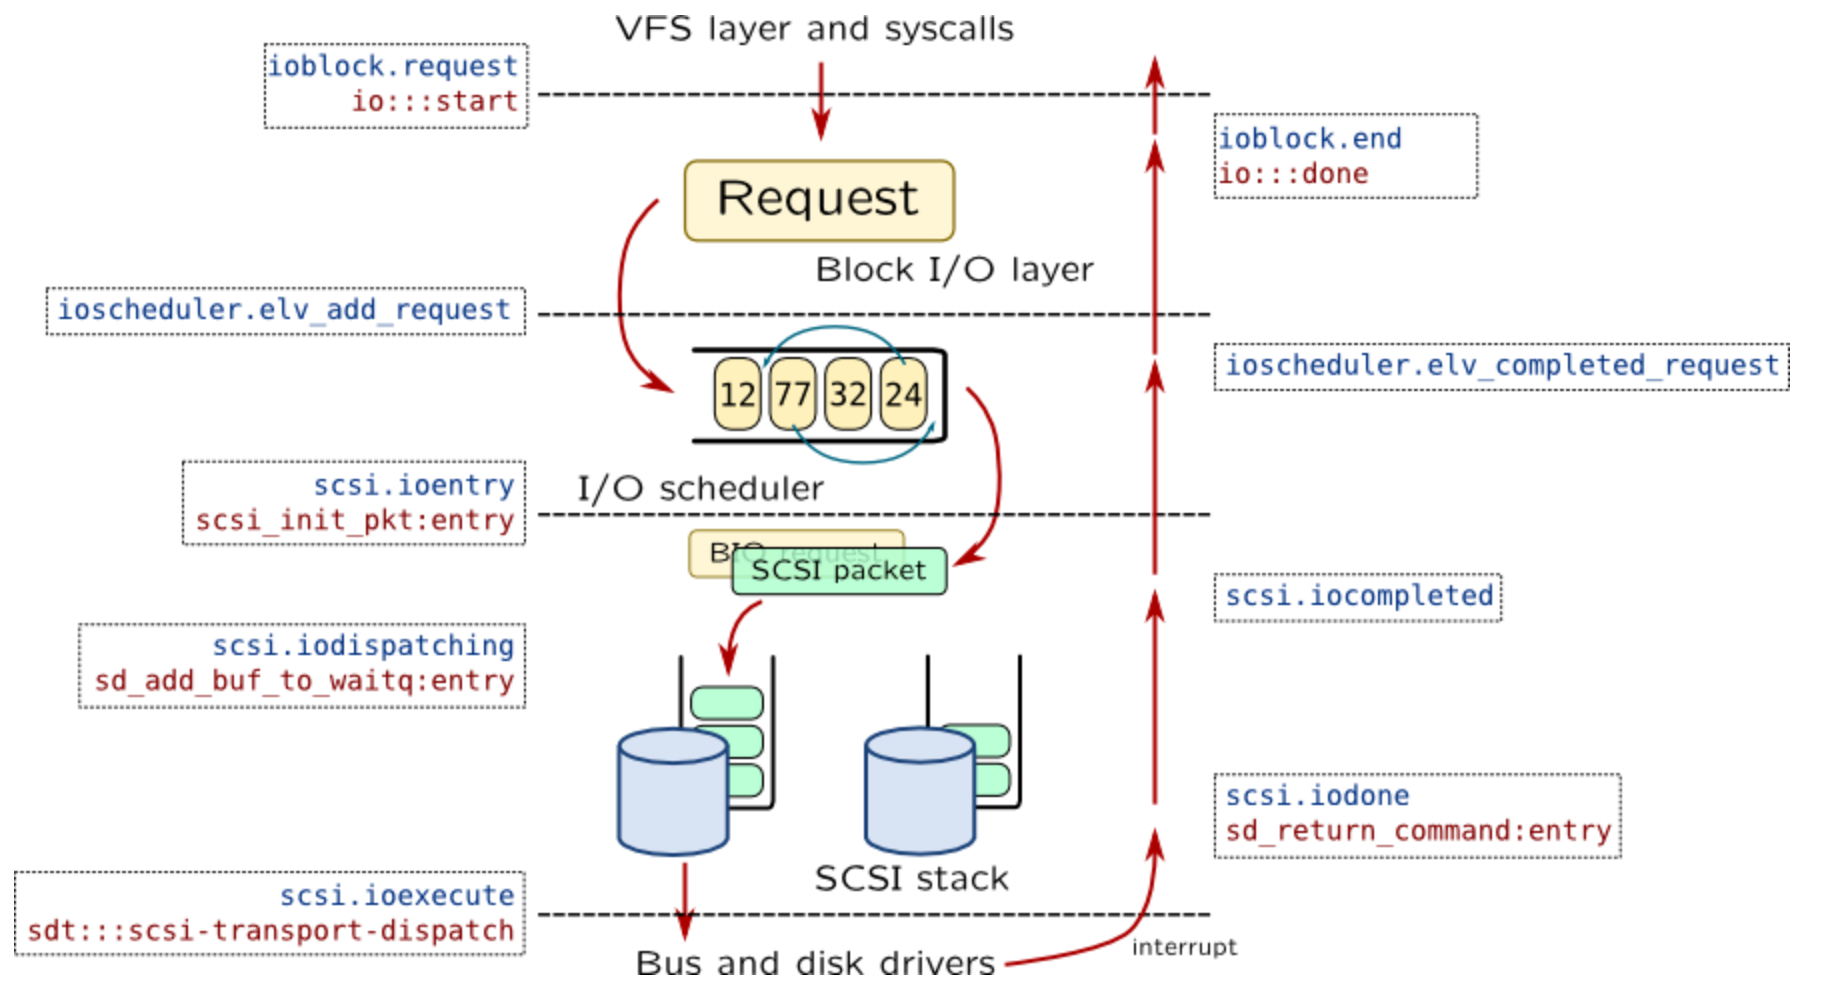 VFS layer and syscalls
ioblock.request
io:::start
ioblock.end
io:::done
Request
Block I/O layer
ioscheduler.elv_add_request
ioscheduler.elv_completed_request
12 77 32 24
scsi.ioentry
scsi_init_pkt:entry
I/O scheduler
BIO request
SCSI packet
scsi.iocompleted
scsi.iodispatching
sd_add_buf_to_waitq:entry
scsi.iodone
sd_return_command:entry
SCSI stack
scsi.ioexecute
sdt:::scsi-transport-dispatch
interrupt
Bus and disk drivers